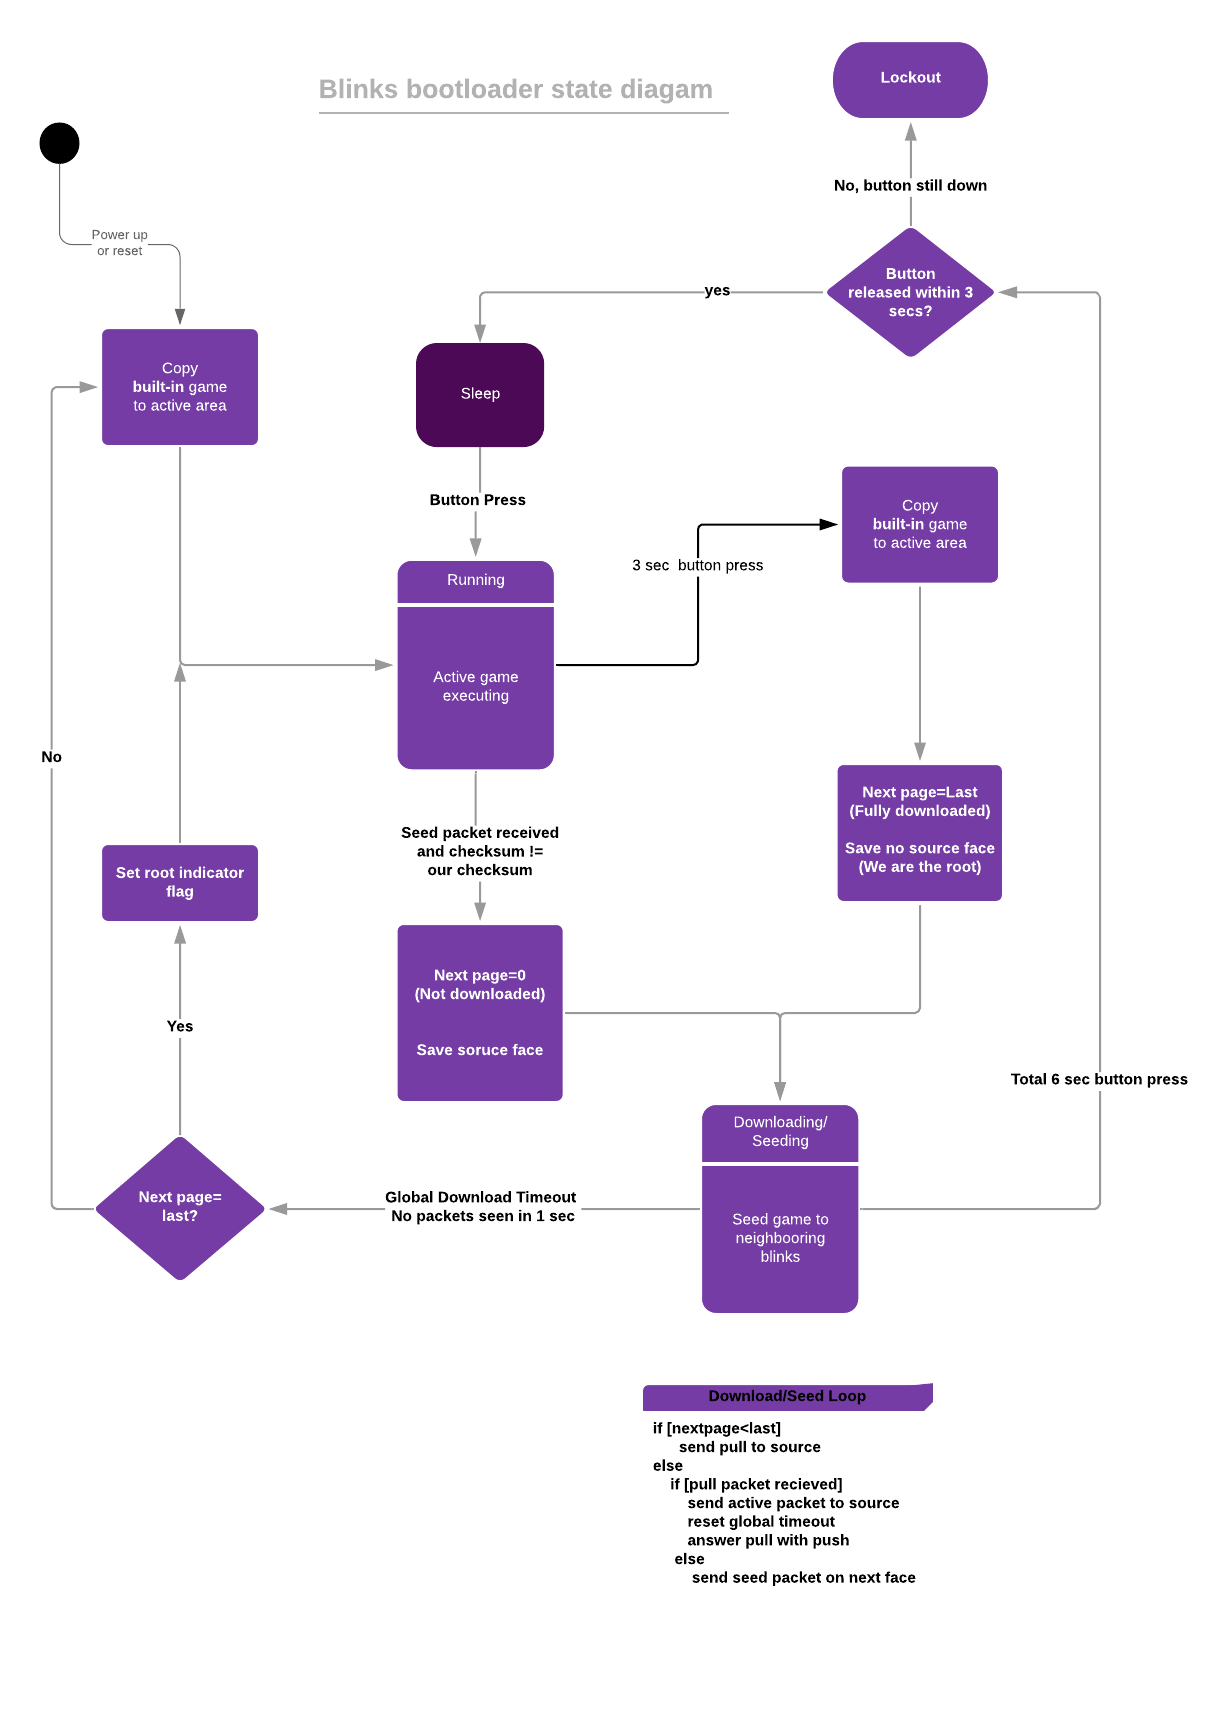 Blinks bootloader state diagam
Lockout
No, button still down
Power up
or reset
Button
released within 3
secs?
yes
Copy
built-in game
to active area
Sleep
Button Press
Copy
built-in game
to active area
3 sec  button press
Running
Active game
executing
No
Next page=Last
(Fully downloaded)
Save no source face
(We are the root)
Seed packet received
and checksum !=
our checksum
Set root indicator
flag
Next page=0
(Not downloaded)
Save soruce face
Yes
Total 6 sec button press
Downloading/
Seeding
Seed game to
neighbooring
blinks
Global Download Timeout
No packets seen in 1 sec
Next page=
last?
Download/Seed Loop
if [nextpage<last]
send pull to source
else
if [pull packet recieved]
send active packet to source
reset global timeout
answer pull with push
else
send seed packet on next face